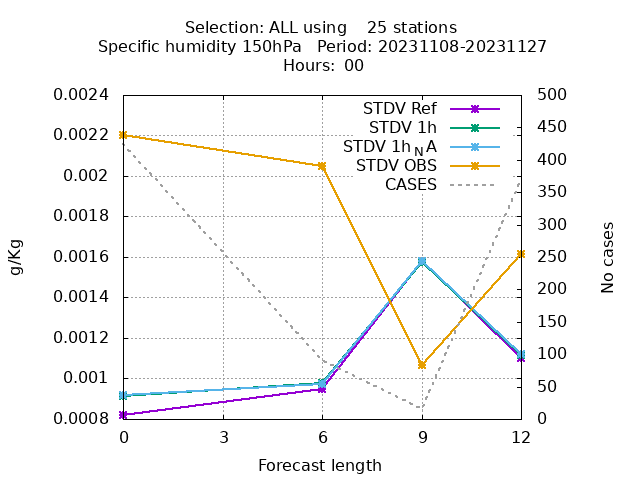 Selection: ALL using    25 stations
Specific humidity 150hPa   Period: 20231108-20231127
Hours:  00
0.0024
0.0022
0.002
0.0018
0.0016
0.0014
0.0012
0.001
0.0008
g/Kg
STDV Ref
STDV 1h
STDV 1h_N A
STDV OBS
CASES
500
450
400
350
300
250
200
150
100
50
0
No cases
0 3 6 9 12
Forecast length